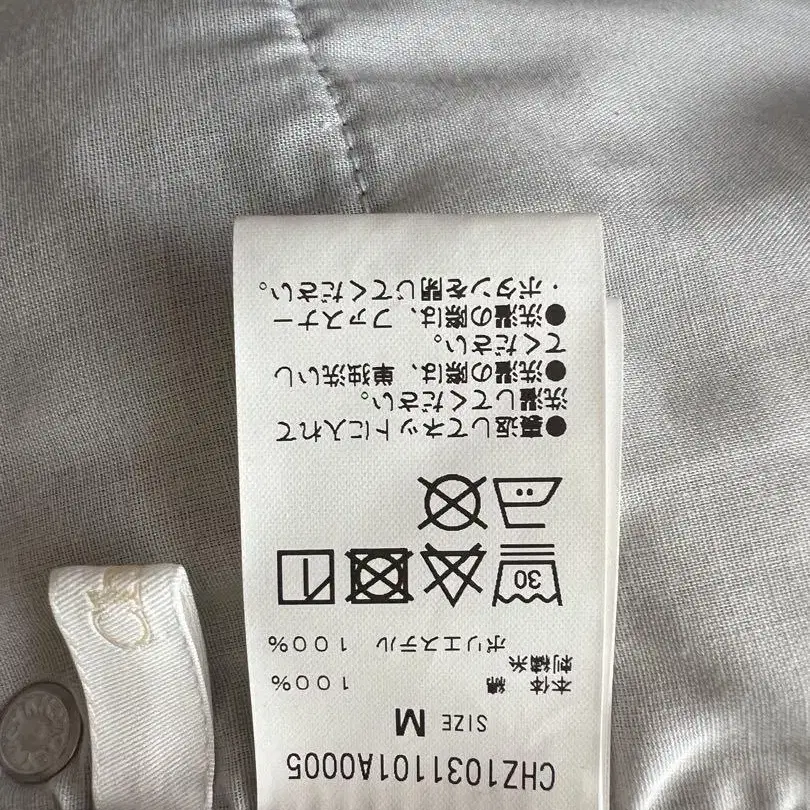 CHZ1031101A0005
SIZE M
本体 綿 100%
刺繍糸 ポリエステル 100%
30
●裏返してネットに入れて
洗濯してください。
●洗濯の際は、単独洗いし
てください。
●洗濯の際は、ファスナー
・ボタンを閉じてください。